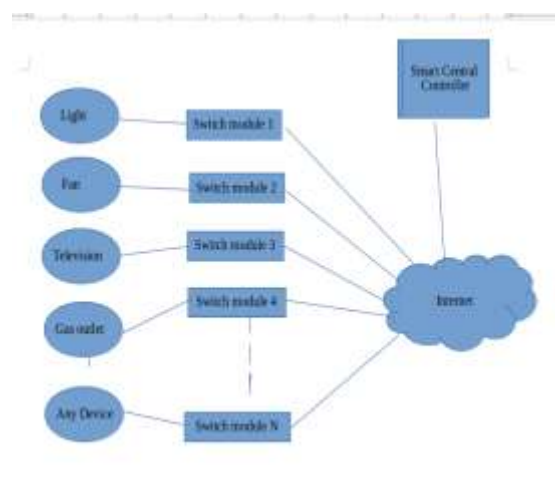 Smart Central
Controller
Light
Switch module 1
Fan
Switch module 2
Television
Switch module 3
Gas outlet
Switch module 4
Internet
Any Device
Switch module N